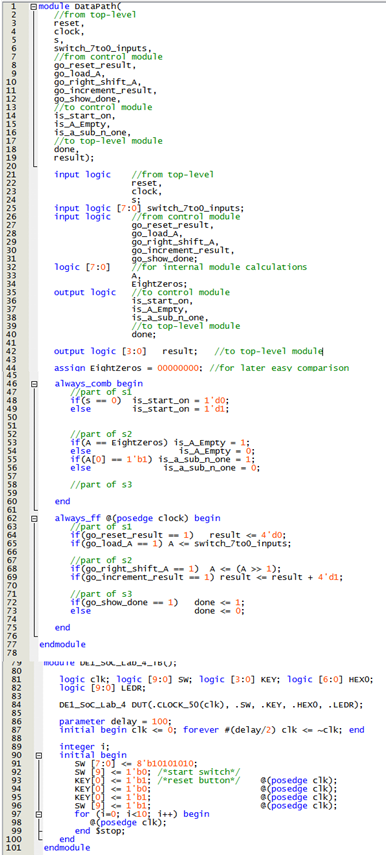 1 module DataPath(
2 //from top-level
3 reset,
4 clock,
5 s,
6 switch_7to0_inputs,
7 //from control module
8 go_reset_result,
9 go_load_A,
10 go_right_shift_A,
11 go_increment_result,
12 go_show_done,
13 //to control module
14 is_start_on,
15 is_A_Empty,
16 is_a_sub_n_one,
17 //to top-level module
18 done,
19 result);
20
21 input logic //from top-level
22 reset,
23 clock,
24 s;
25 input logic [7:0] switch_7to0_inputs;
26 input logic //from control module
27 go_reset_result,
28 go_load_A,
29 go_right_shift_A,
30 go_increment_result,
31 go_show_done;
32 logic [7:0] //for internal module calculations
33 A,
34 EightZeros;
35 output logic //to control module
36 is_start_on,
37 is_A_Empty,
38 is_a_sub_n_one,
39 //to top-level module
40 done;
41
42 output logic [3:0] result; //to top-level module
43
44 assign EightZeros = 00000000; //for later easy comparison
45
46 always_comb begin
47 //part of s1
48 if(s == 0) is_start_on = 1'd0;
49 else is_start_on = 1'd1;
50
51
52 //part of s2
53 if(A == EightZeros) is_A_Empty = 1;
54 else is_A_Empty = 0;
55 if(A[0] == 1'b1) is_a_sub_n_one = 1;
56 else is_a_sub_n_one = 0;
57
58 //part of s3
59
60 end
61
62 always_ff @(posedge clock) begin
63 //part of s1
64 if(go_reset_result == 1) result <= 4'd0;
65 if(go_load_A == 1) A <= switch_7to0_inputs;
66
67 //part of s2
68 if(go_right_shift_A == 1) A <= (A >> 1);
69 if(go_increment_result == 1) result <= result + 4'd1;
70
71 //part of s3
72 if(go_show_done == 1) done <= 1;
73 else done <= 0;
74
75 end
76
77 endmodule
78
79 module DE1_SoC_Lab_4_TB();
80
81 logic clk; logic [9:0] SW; logic [3:0] KEY; logic [6:0] HEX0;
82 logic [9:0] LEDR;
83
84 DE1_SoC_Lab_4 DUT(.CLOCK_50(clk), .SW, .KEY, .HEX0, .LEDR);
85
86 parameter delay = 100;
87 initial begin clk <= 0; forever #(delay/2) clk <= ~clk; end
88
89 integer i;
90 initial begin
91 SW [7:0] <= 8'b10101010;
92 SW [9] <= 1'b0; /*start switch*/
93 KEY[0] <= 1'b1; /*reset button*/ @(posedge clk);
94 KEY[0] <= 1'b0; @(posedge clk);
95 KEY[0] <= 1'b1; @(posedge clk);
96 SW [9] <= 1'b1; @(posedge clk);
97 for (i=0; i<10; i++) begin
98 @(posedge clk);
99 end $stop;
100 end
101 endmodule